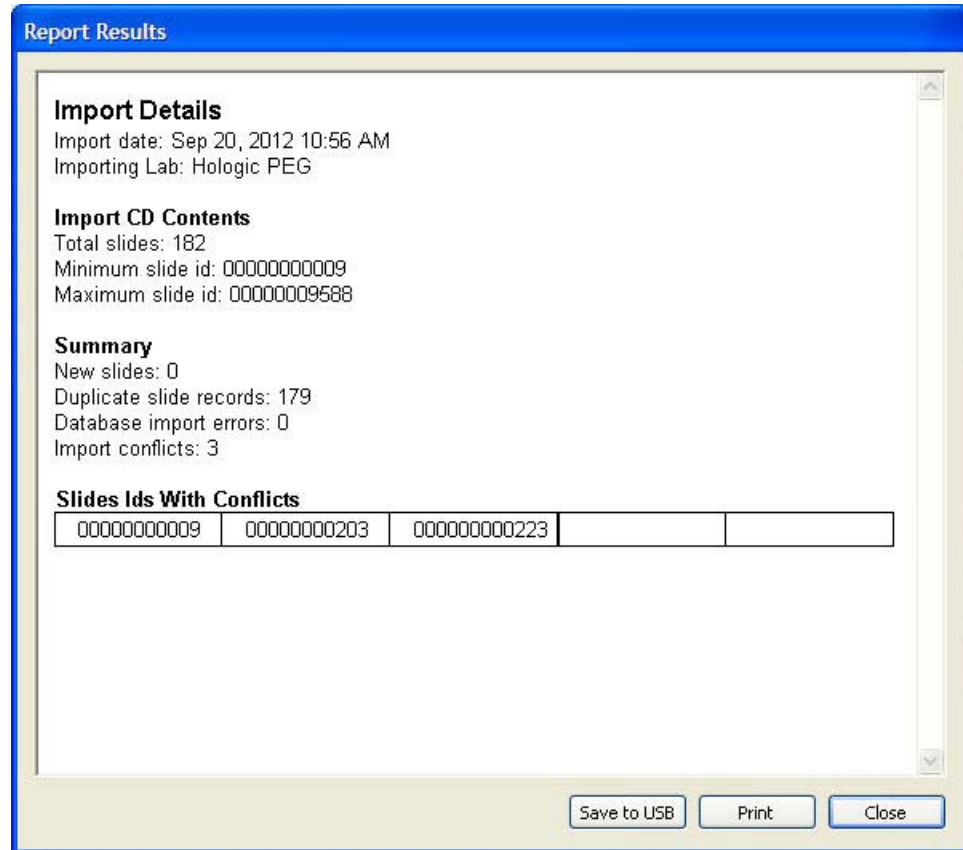 Report Results
Import Details
Import date: Sep 20, 2012 10:56 AM
Importing Lab: Hologic PEG
Import CD Contents
Total slides: 182
Minimum slide id: 00000000009
Maximum slide id: 00000009588
Summary
New slides: 0
Duplicate slide records: 179
Database import errors: 0
Import conflicts: 3
Slides Ids With Conflicts
00000000009 00000000203 000000000223
Save to USB Print Close